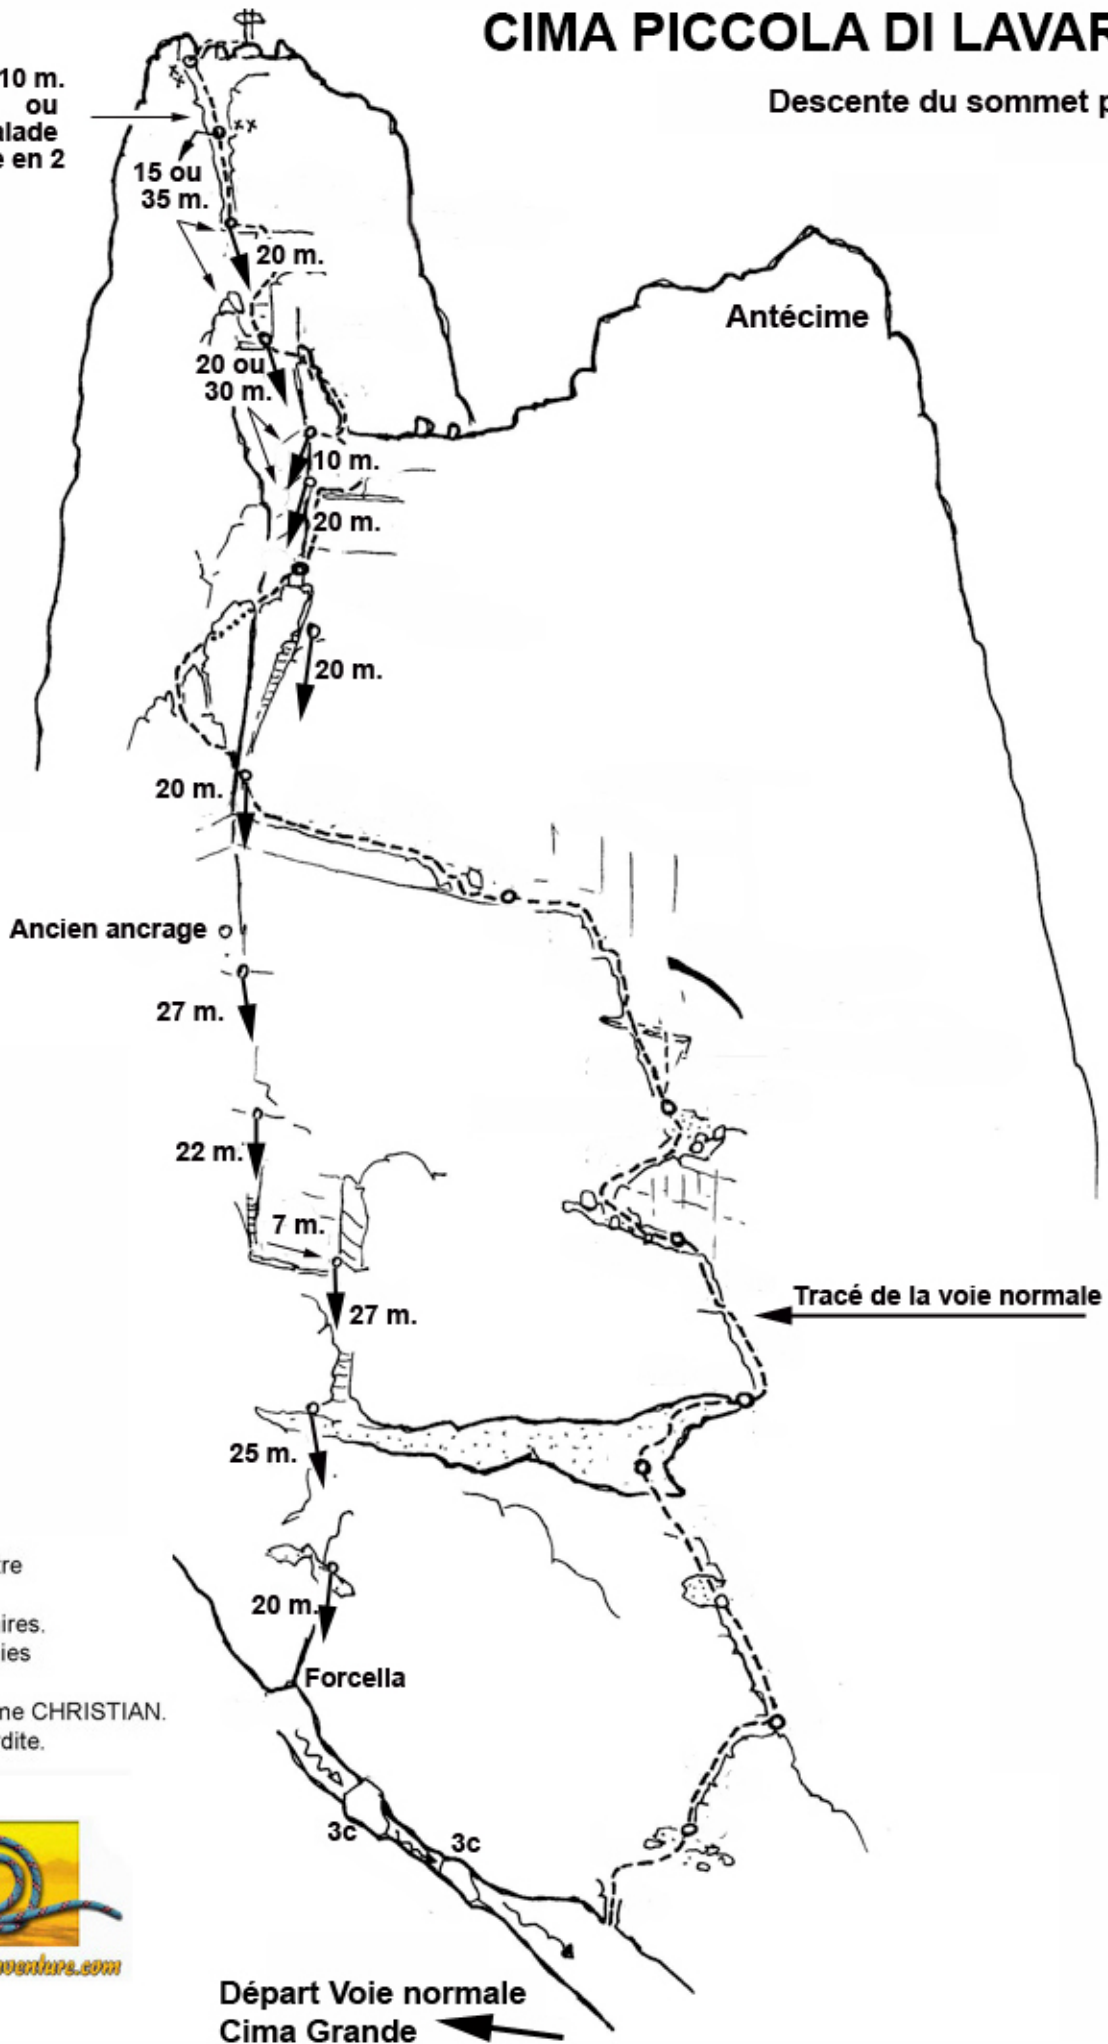 CIMA PICCOLA DI LAVAR
Descente du sommet p
10 m.
ou
alade
e en 2
15 ou
35 m.
20 m.
Antécime
20 ou
30 m.
10 m.
20 m.
20 m.
20 m.
Ancien ancrage
27 m.
22 m.
7 m.
Tracé de la voie normale
27 m.
25 m.
tre
20 m.
ires.
ies
Forcella
me CHRISTIAN.
dite.
3c
3c
venture.com
Départ Voie normale
Cima Grande